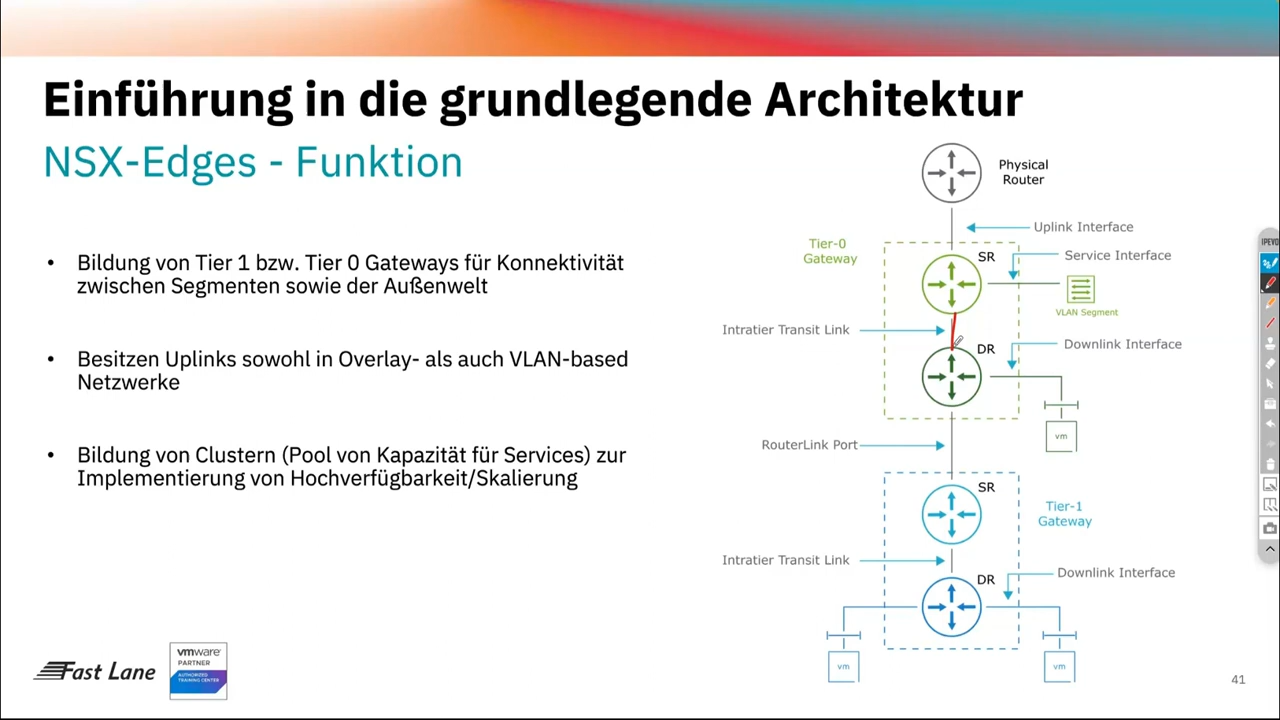 Einführung in die grundlegende Architektur
NSX-Edges - Funktion
• Bildung von Tier 1 bzw. Tier 0 Gateways für Konnektivität
zwischen Segmenten sowie der Außenwelt
• Besitzen Uplinks sowohl in Overlay- als auch VLAN-based
Netzwerke
• Bildung von Clustern (Pool von Kapazität für Services) zur
Implementierung von Hochverfügbarkeit/Skalierung
Physical
Router
Uplink Interface
Tier-0
Gateway
SR
Service Interface
VLAN Segment
Intratier Transit Link
DR
Downlink Interface
vm
RouterLink Port
SR
Tier-1
Gateway
Intratier Transit Link
DR
Downlink Interface
vm
vm
Fast Lane
vmware
PARTNER
AUTHORIZED
TRAINING CENTER
41
IPEVO